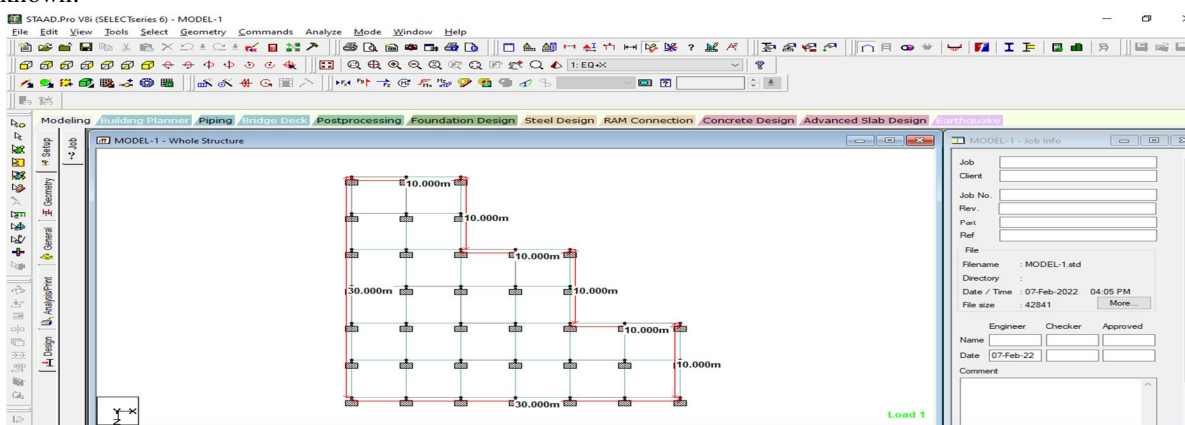 known.
STAAD.Pro V8i (SELECTseries 6) - MODEL-1
File Edit View Tools Select Geometry Commands Analyze Mode Window Help
1: EQ+X
Modeling Building Planner Piping Bridge Deck Postprocessing Foundation Design Steel Design RAM Connection Concrete Design Advanced Slab Design Earthquake
Setup
Geometry
General
Analysis/Print
Design
Job
MODEL-1 - Whole Structure
10.000m
10.000m
10.000m
30.000m
10.000m
10.000m
10.000m
30.000m
Load 1
Y X
Z
MODEL-1 - Job Info
Job
Client
Job No.
Rev.
Part
Ref
File
Filename : MODEL-1.std
Directory :
Date / Time : 07-Feb-2022 04:05 PM
File size : 42841 More...
Engineer Checker Approved
Name
Date 07-Feb-22
Comment